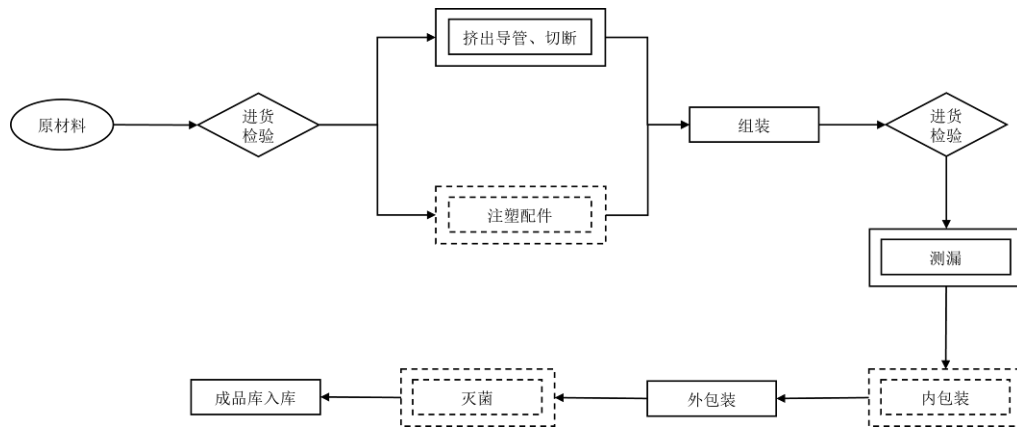 挤出导管、切断
原材料
进货
检验
组装
进货
检验
注塑配件
测漏
成品库入库
灭菌
外包装
内包装